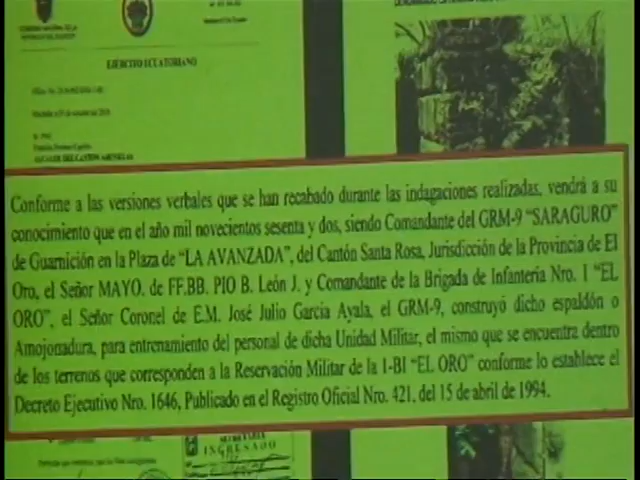 EJÉRCITO ECUATORIANO
ALCALDE DEL CANTÓN ARENILLAS
Conforme a las versiones verbales que se han recabado durante las indagaciones realizadas, vendrá a su
conocimiento que en el año mil novecientos sesenta y dos, siendo Comandante del GRM-9 "SARAGURO"
de Guarnición en la Plaza de "LA AVANZADA", del Cantón Santa Rosa, Jurisdicción de la Provincia de El
Oro, el Señor MAYO. de FF.BB. PIO B. León J. y Comandante de la Brigada de Infantería Nro. 1 "EL
ORO", el Señor Coronel de E.M. José Julio García Ayala, el GRM-9, construyó dicho espaldón o
Amojonadura, para entrenamiento del personal de dicha Unidad Militar, el mismo que se encuentra dentro
de los terrenos que corresponden a la Reservación Militar de la 1-BI "EL ORO" conforme lo establece el
Decreto Ejecutivo Nro. 1646, Publicado en el Registro Oficial Nro. 421, del 15 de abril de 1994.
INGRESADO